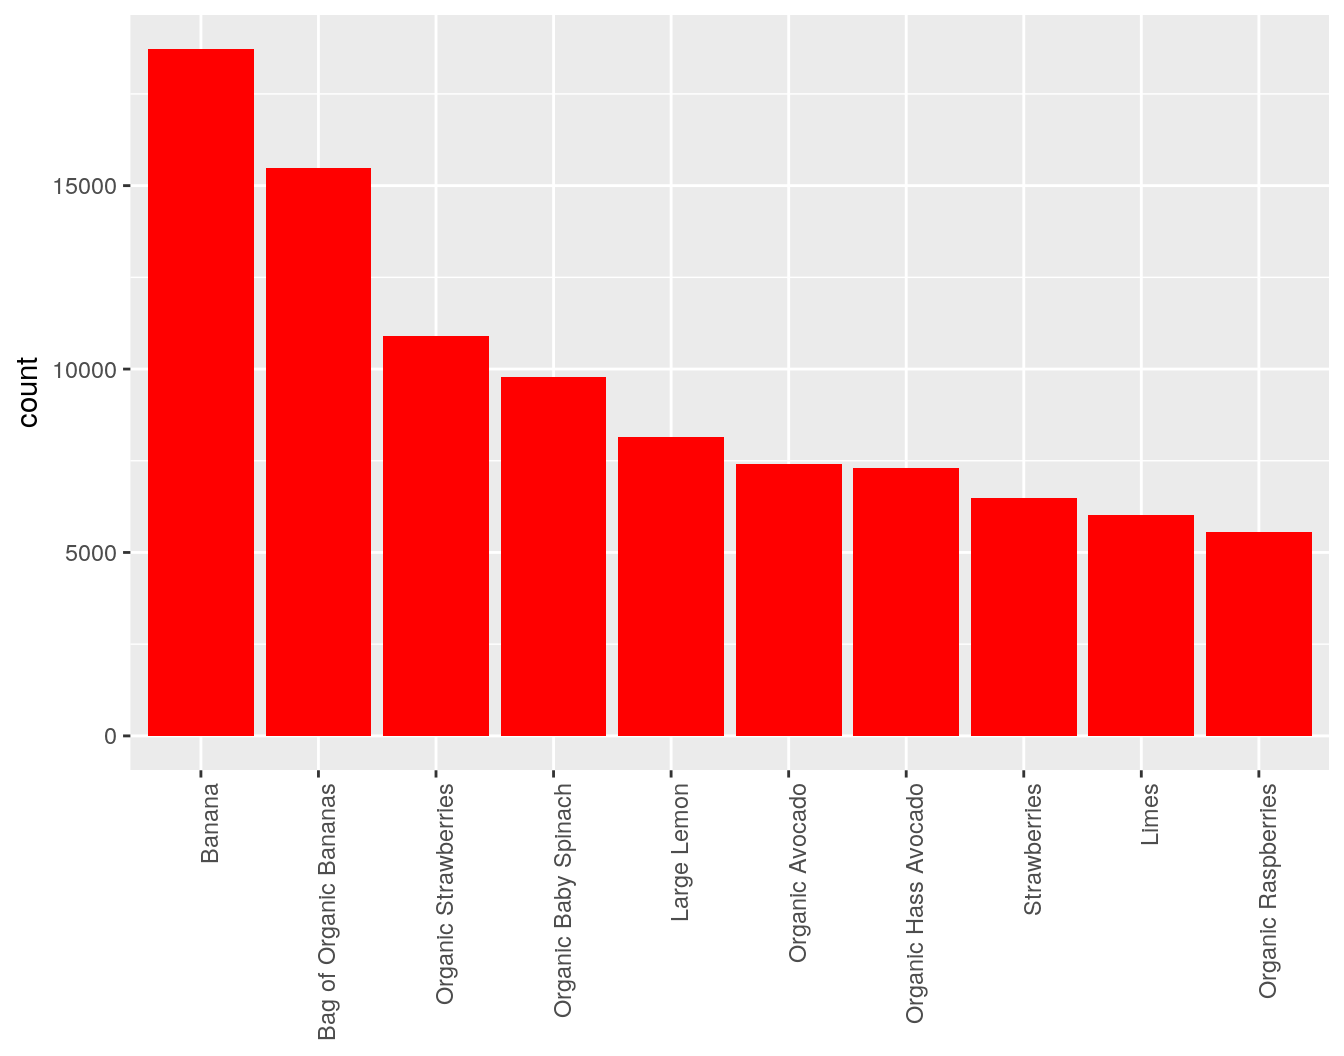 count
15000
10000
5000
0
Banana
Bag of Organic Bananas
Organic Strawberries
Organic Baby Spinach
Large Lemon
Organic Avocado
Organic Hass Avocado
Strawberries
Limes
Organic Raspberries